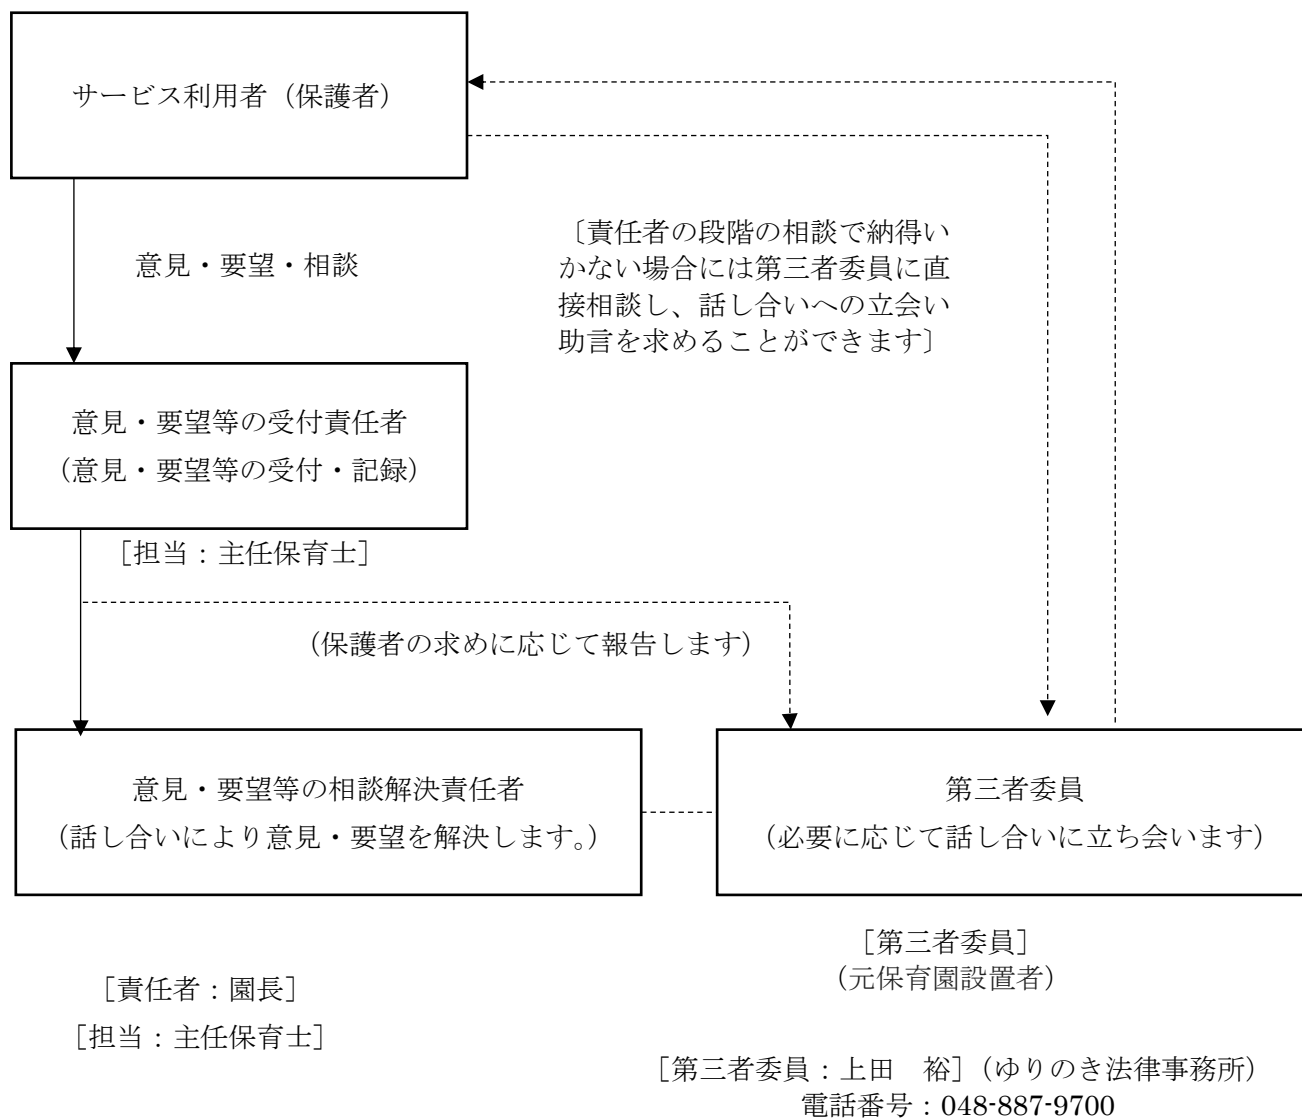 サービス利用者（保護者）
意見・要望・相談
〔責任者の段階の相談で納得い
かない場合には第三者委員に直
接相談し、話し合いへの立会い
助言を求めることができます〕
意見・要望等の受付責任者
（意見・要望等の受付・記録）
［担当：主任保育士］
（保護者の求めに応じて報告します）
意見・要望等の相談解決責任者
（話し合いにより意見・要望を解決します。）
第三者委員
（必要に応じて話し合いに立ち会います）
［責任者：園長］
［担当：主任保育士］
［第三者委員］
（元保育園設置者）
［第三者委員：上田　裕］（ゆりのき法律事務所）
電話番号：048-887-9700